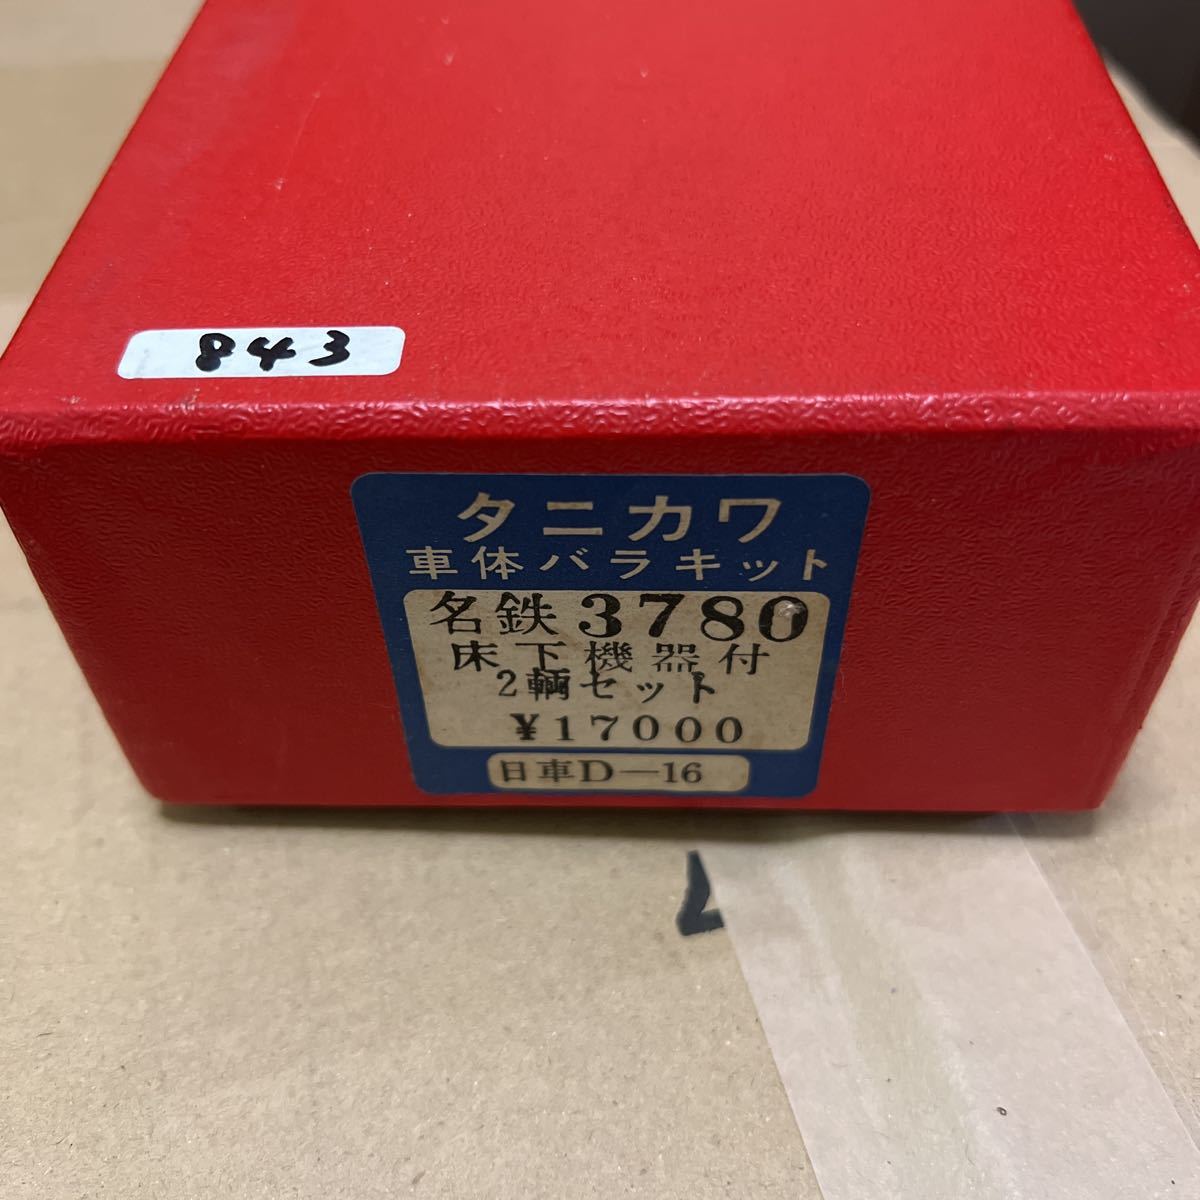 843
タニカワ
車体バラキット
名鉄3780
床下機器付
2輌セット
¥17000
日車D—16